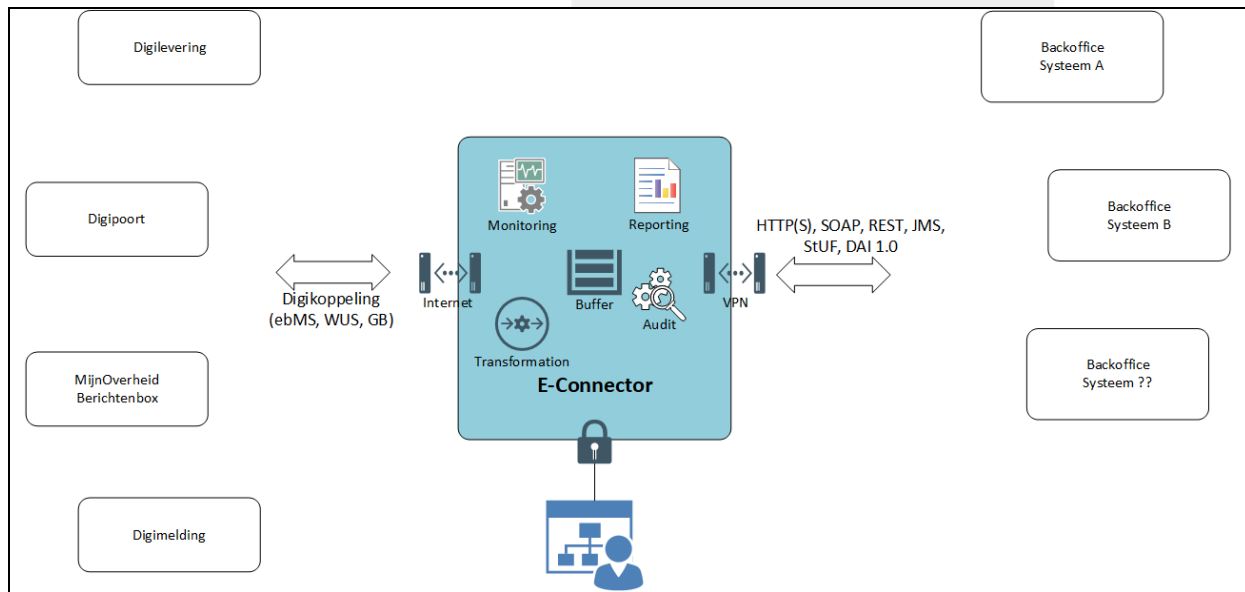 Digilevering
Digipoort
MijnOverheid
Berichtenbox
Digimelding
Digikoppeling
(ebMS, WUS, GB)
Internet
Monitoring
Reporting
Buffer
Audit
Transformation
E-Connector
VPN
HTTP(S), SOAP, REST, JMS,
StUF, DAI 1.0
Backoffice
Systeem A
Backoffice
Systeem B
Backoffice
Systeem ??